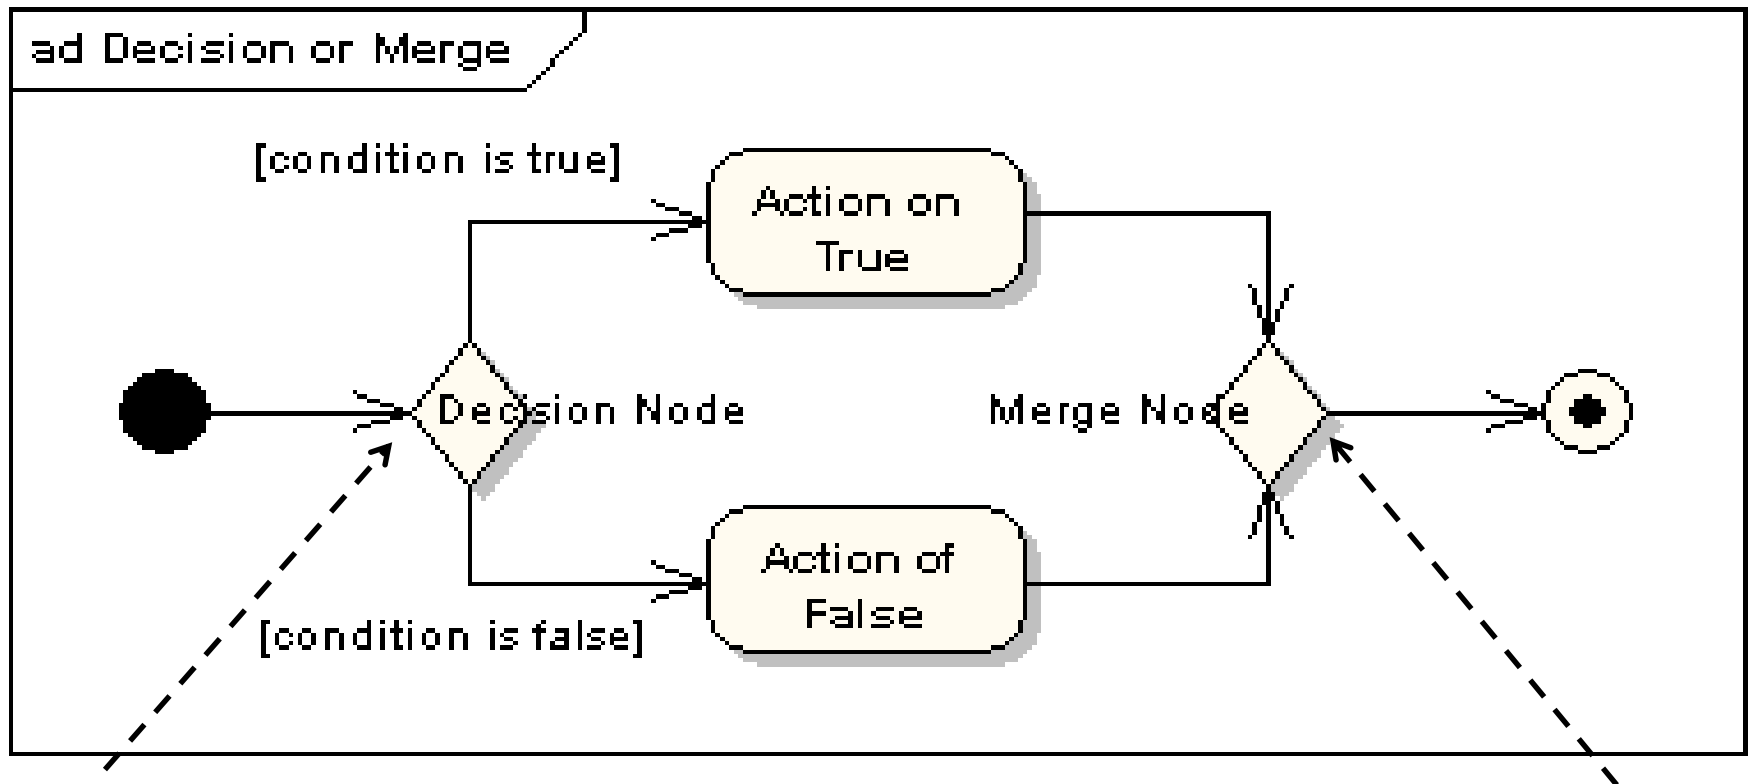 ad Decision or Merge
[condition is true]
Action on
True
Decision Node
Merge Node
Action of
False
[condition is false]